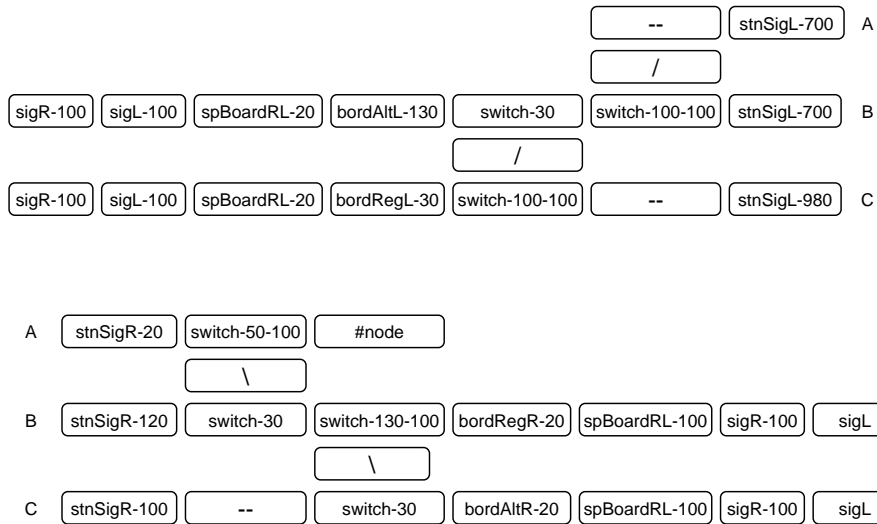 -- stnSigL-700 A
/
sigR-100 sigL-100 spBoardRL-20 bordAltL-130 switch-30 switch-100-100 stnSigL-700 B
/
sigR-100 sigL-100 spBoardRL-20 bordRegL-30 switch-100-100 -- stnSigL-980 C
A stnSigR-20 switch-50-100 #node
\
B stnSigR-120 switch-30 switch-130-100 bordRegR-20 spBoardRL-100 sigR-100 sigL
\
C stnSigR-100 -- switch-30 bordAltR-20 spBoardRL-100 sigR-100 sigL